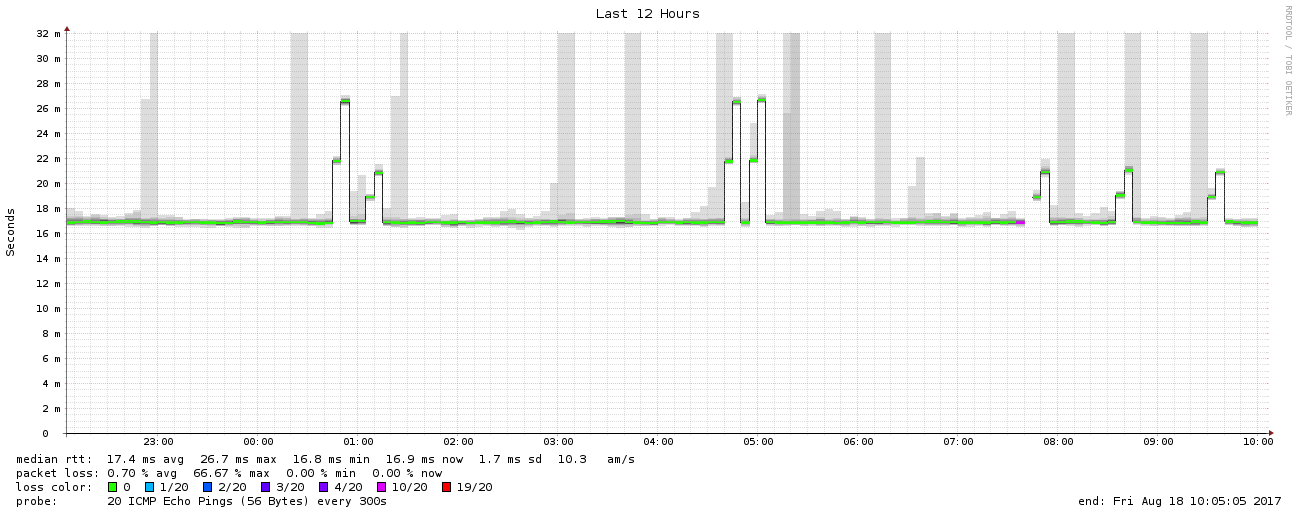 Last 12 Hours
RRDTOOL / TOBI OETIKER
Seconds
32 m
30 m
28 m
26 m
24 m
22 m
20 m
18 m
16 m
14 m
12 m
10 m
8 m
6 m
4 m
2 m
0
23:00 00:00 01:00 02:00 03:00 04:00 05:00 06:00 07:00 08:00 09:00 10:00
median rtt: 17.4 ms avg 26.7 ms max 16.8 ms min 16.9 ms now 1.7 ms sd 10.3 am/s
packet loss: 0.70 % avg 66.67 % max 0.00 % min 0.00 % now
loss color: 0 1/20 2/20 3/20 4/20 10/20 19/20
probe: 20 ICMP Echo Pings (56 Bytes) every 300s end: Fri Aug 18 10:05:05 2017